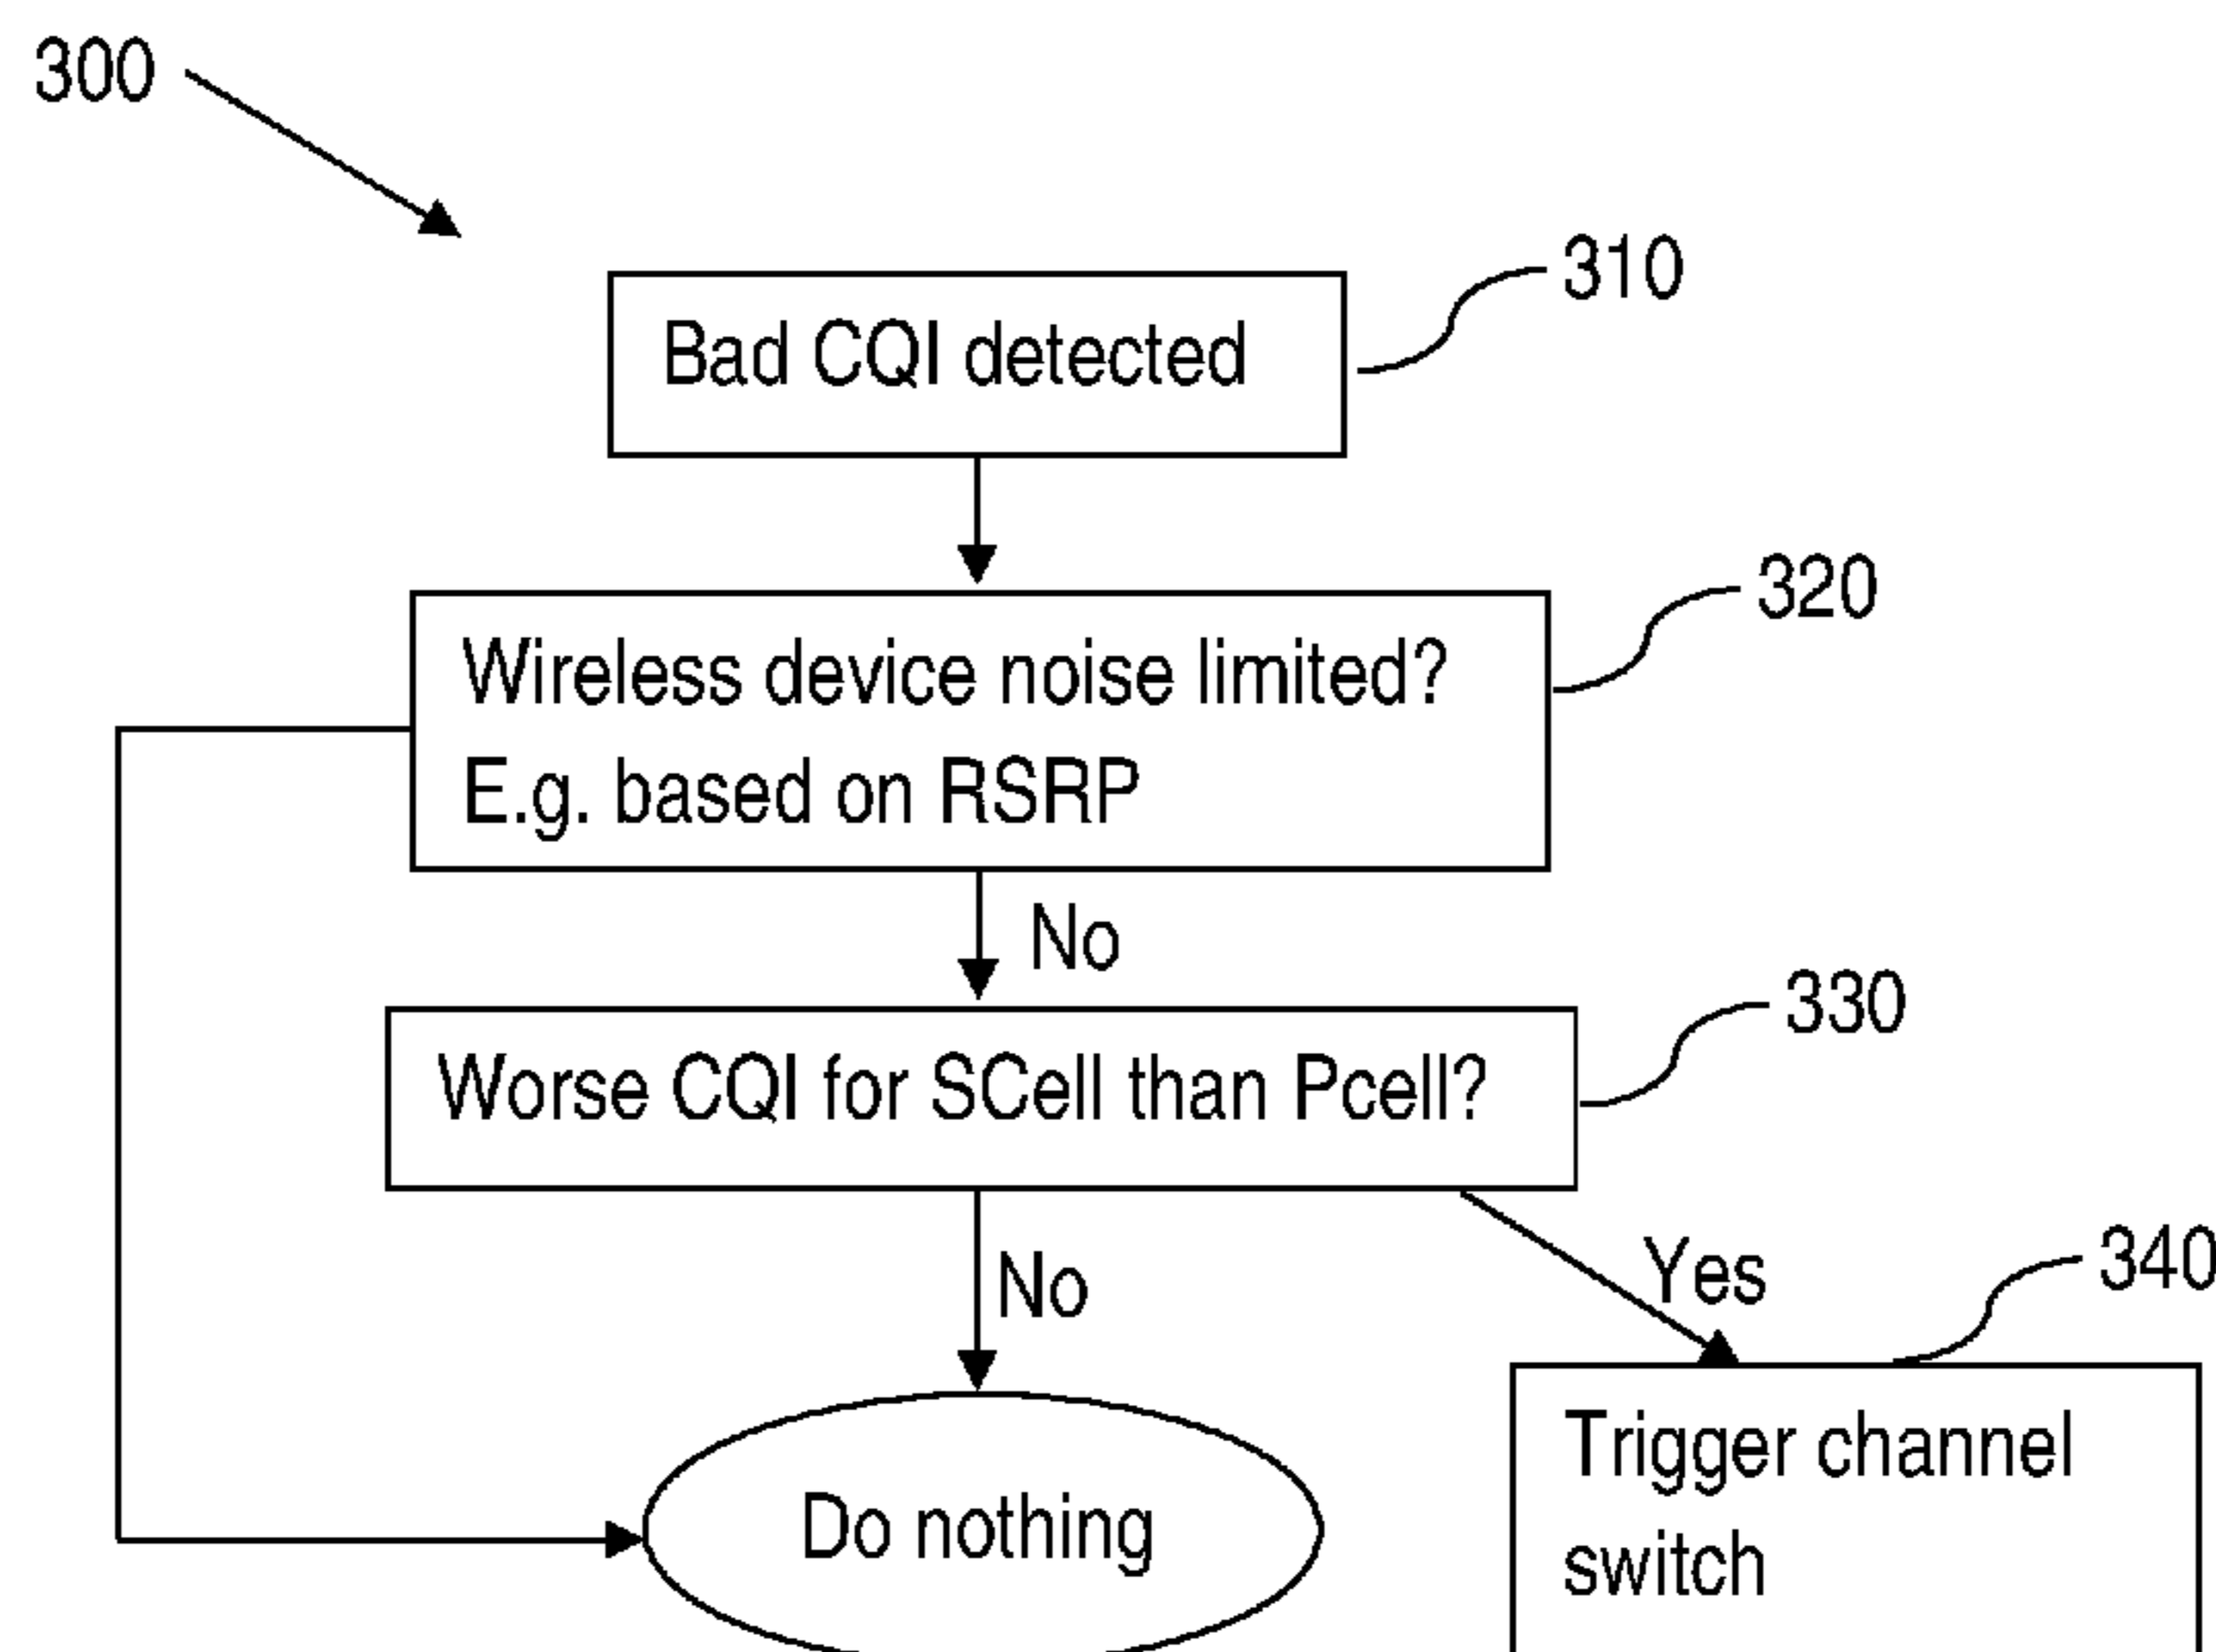 300
310
Bad CQI detected
320
Wireless device noise limited?
E.g. based on RSRP
No
330
Worse CQI for SCell than Pcell?
No
Yes
340
Trigger channel
switch
Do nothing